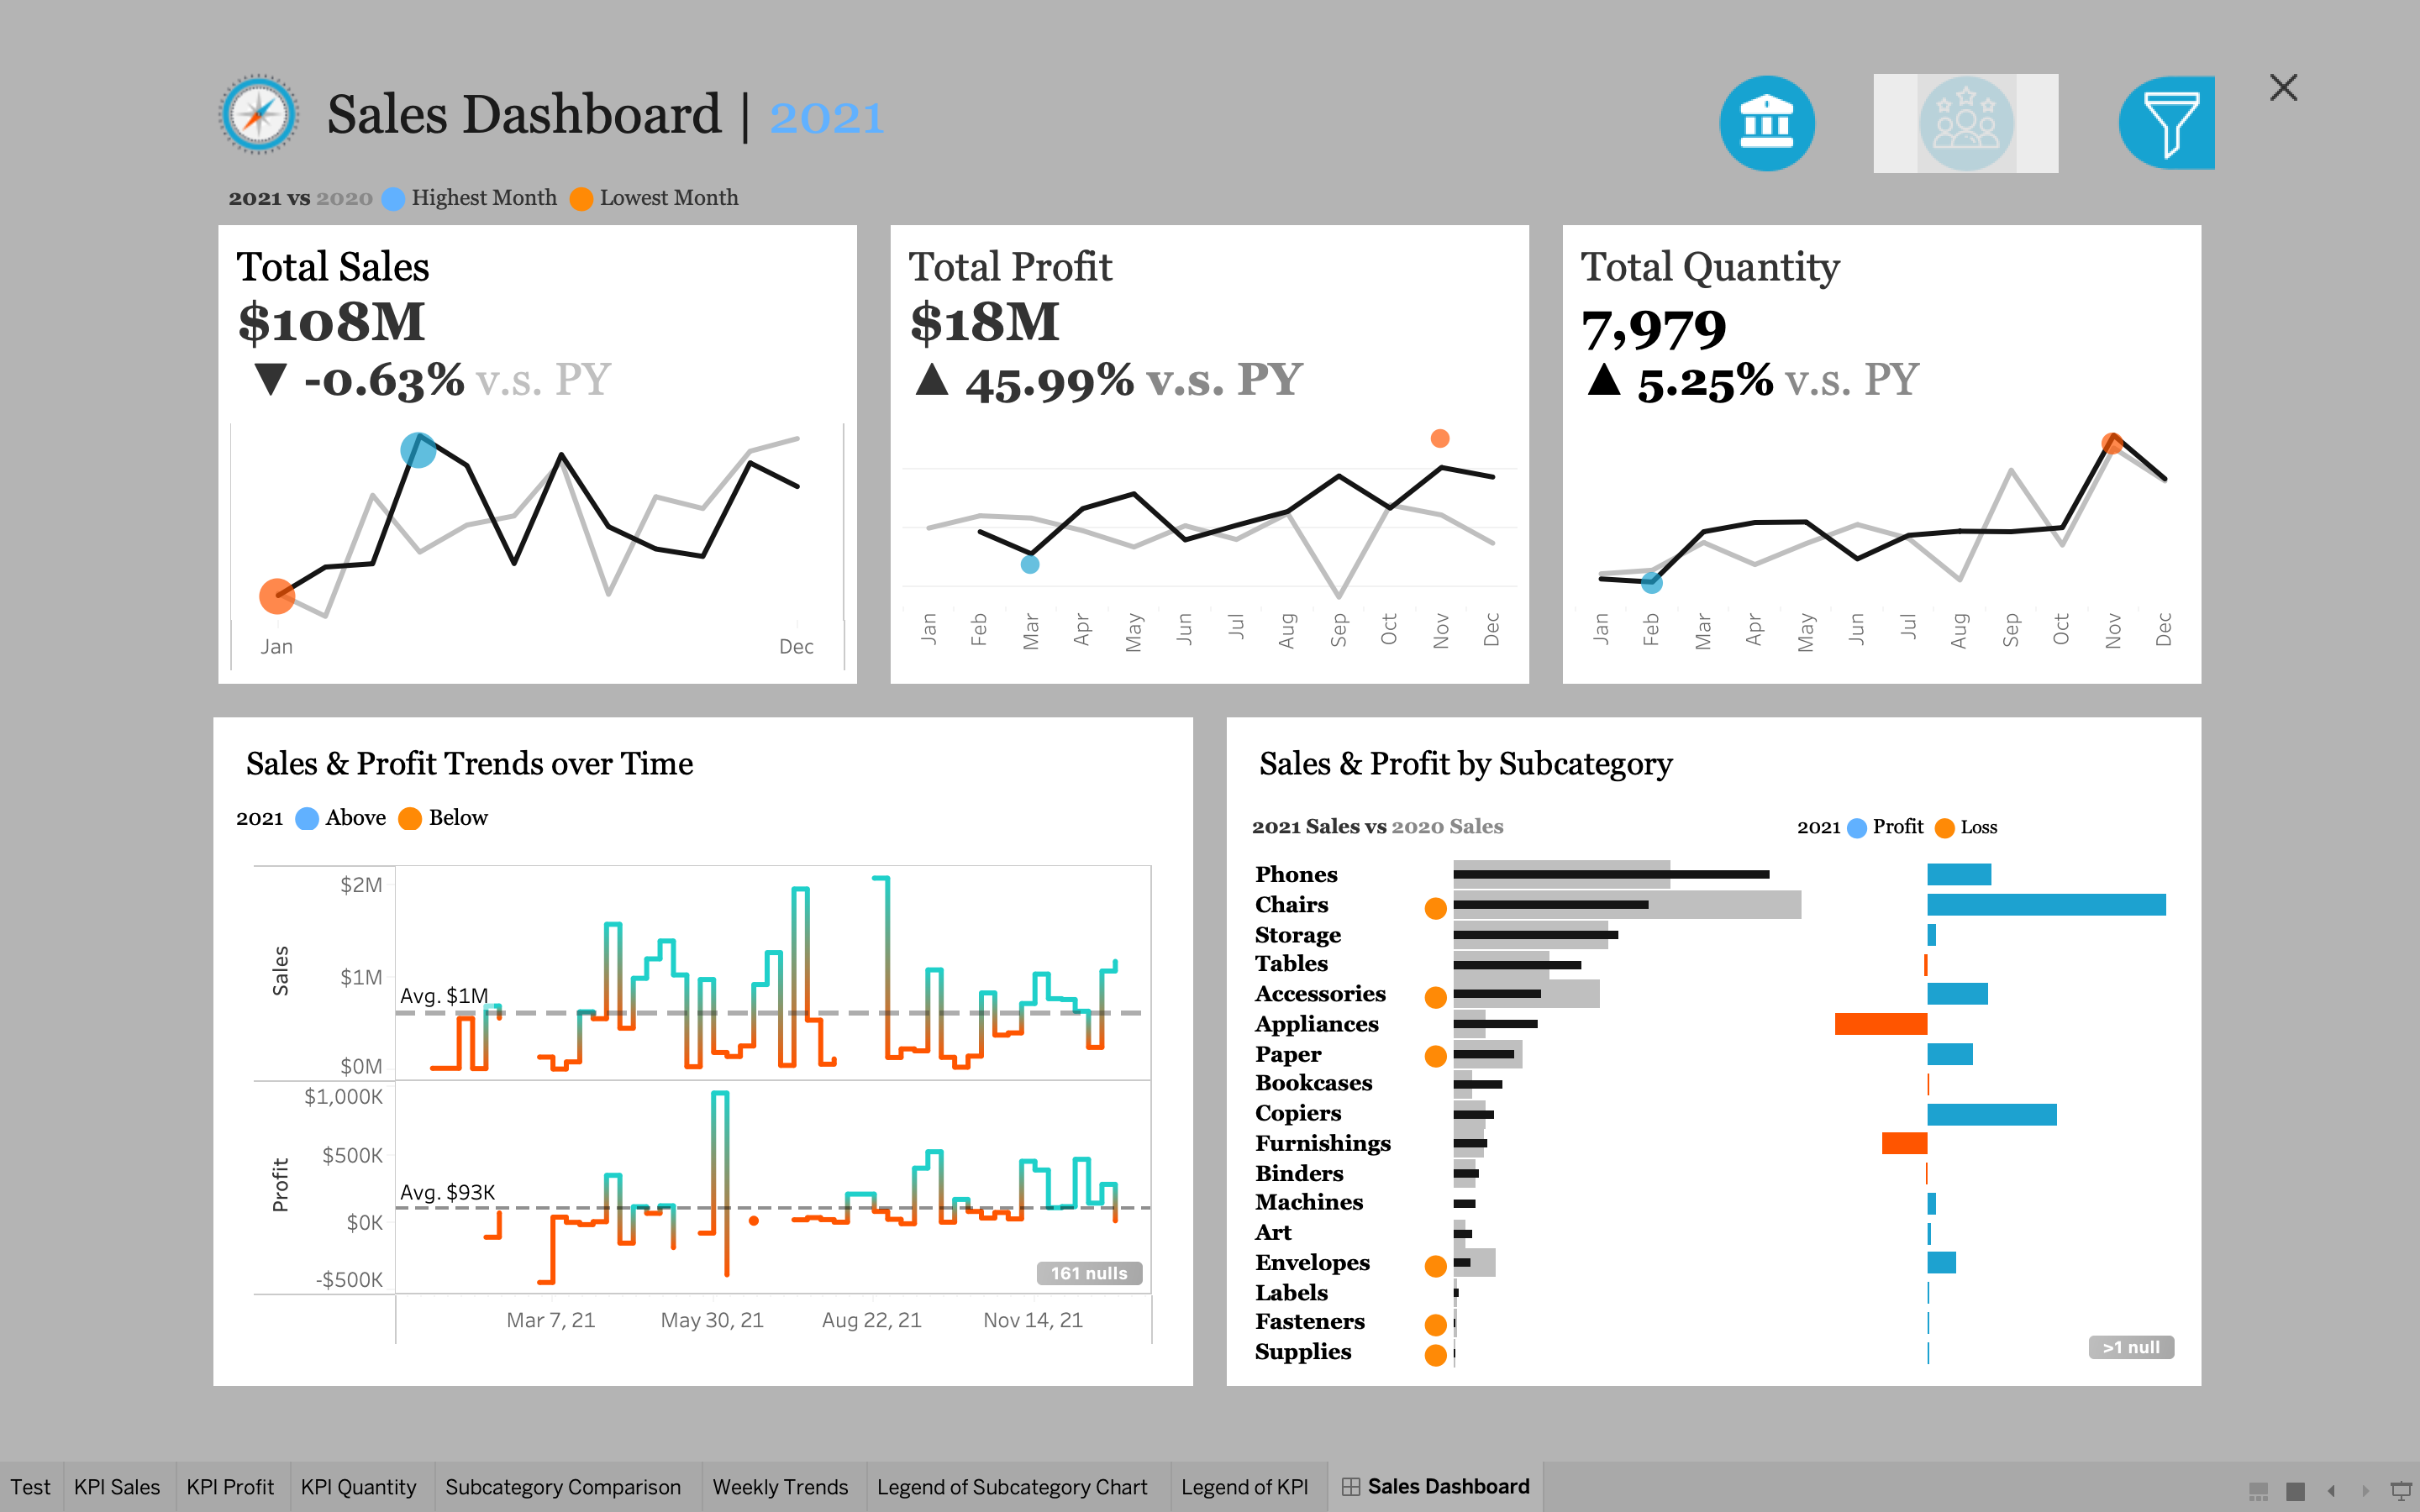 Sales Dashboard | 2021
2021 vs 2020 Highest Month Lowest Month
Total Sales
$108M
▼ -0.63% v.s. PY
Jan Dec
Total Profit
$18M
▲ 45.99% v.s. PY
Jan Feb Mar Apr May Jun Jul Aug Sep Oct Nov Dec
Total Quantity
7,979
▲ 5.25% v.s. PY
Jan Feb Mar Apr May Jun Jul Aug Sep Oct Nov Dec
Sales & Profit Trends over Time
2021 Above Below
Sales
$2M
$1M
Avg. $1M
$0M
Profit
$1,000K
$500K
Avg. $93K
$0K
-$500K
161 nulls
Mar 7, 21 May 30, 21 Aug 22, 21 Nov 14, 21
Sales & Profit by Subcategory
2021 Sales vs 2020 Sales
2021 Profit Loss
Phones
Chairs
Storage
Tables
Accessories
Appliances
Paper
Bookcases
Copiers
Furnishings
Binders
Machines
Art
Envelopes
Labels
Fasteners
Supplies
>1 null
Test KPI Sales KPI Profit KPI Quantity Subcategory Comparison Weekly Trends Legend of Subcategory Chart Legend of KPI Sales Dashboard